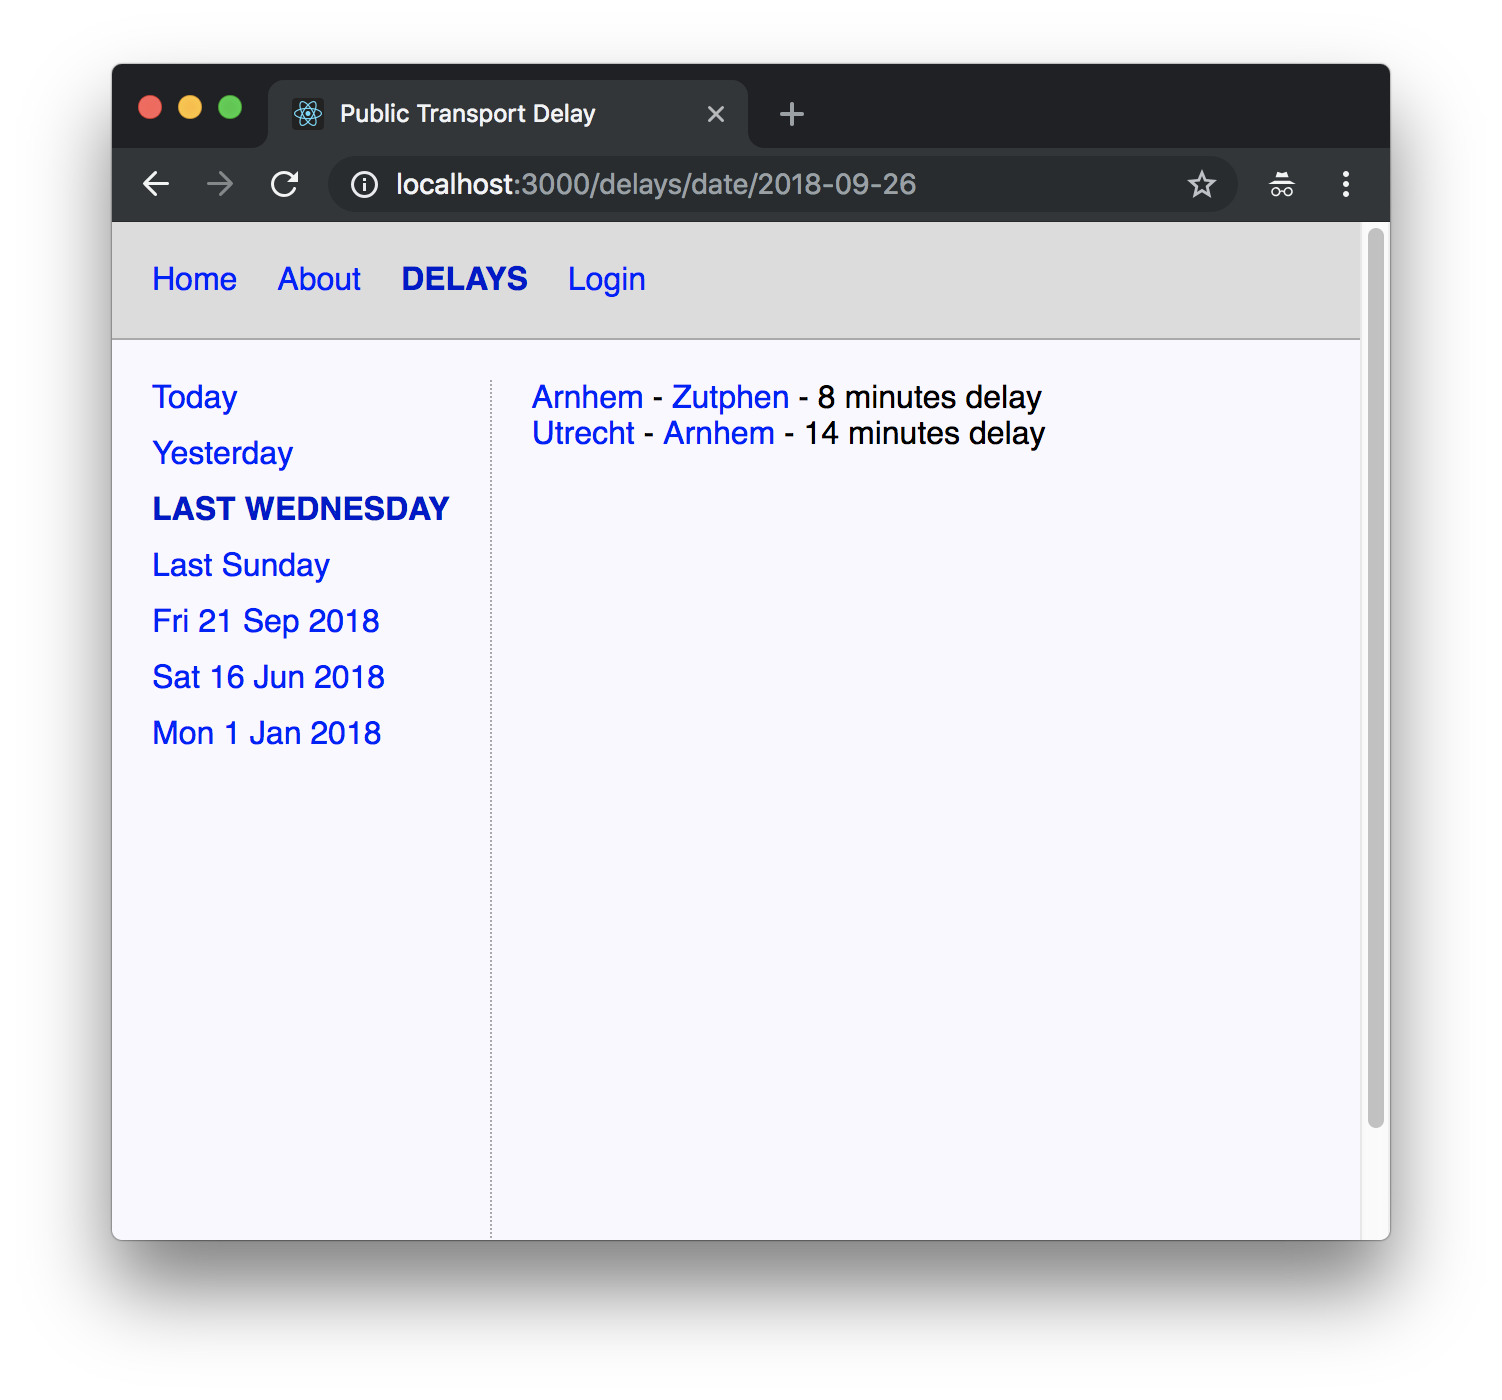 Public Transport Delay
localhost:3000/delays/date/2018-09-26
Home About DELAYS Login
Today
Yesterday
LAST WEDNESDAY
Last Sunday
Fri 21 Sep 2018
Sat 16 Jun 2018
Mon 1 Jan 2018
Arnhem - Zutphen - 8 minutes delay
Utrecht - Arnhem - 14 minutes delay